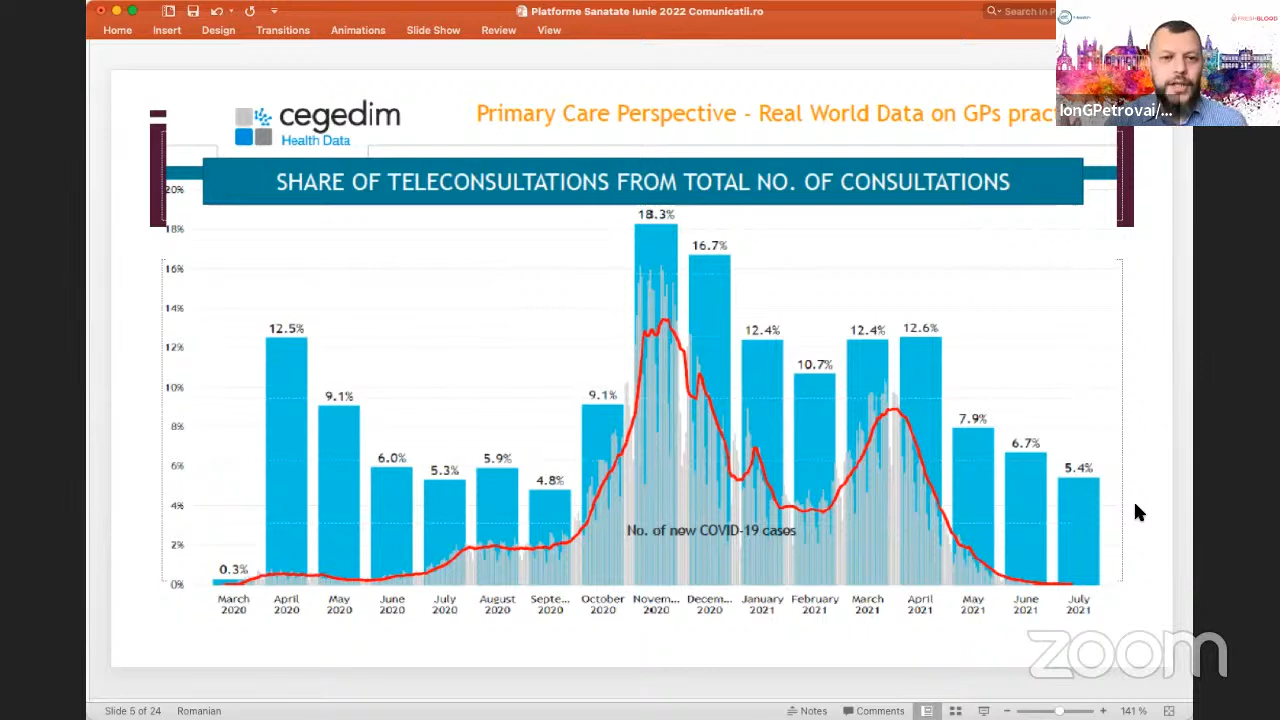 Platforme Sanatate Iunie 2022 Comunicatii.ro
Search in P
Home Insert Design Transitions Animations Slide Show Review View
FRESHBLOOD
IonGPetrovai/...
cegedim
Health Data
Primary Care Perspective - Real World Data on GPs prac
SHARE OF TELECONSULTATIONS FROM TOTAL NO. OF CONSULTATIONS
20%
18%
16%
14%
12%
10%
8%
6%
4%
2%
0%
0.3%
12.5%
9.1%
6.0%
5.3%
5.9%
4.8%
9.1%
18.3%
16.7%
12.4%
10.7%
12.4%
12.6%
7.9%
6.7%
5.4%
No. of new COVID-19 cases
March 2020
April 2020
May 2020
June 2020
July 2020
August 2020
Septe... 2020
October 2020
Novem... 2020
Decem... 2020
January 2021
February 2021
March 2021
April 2021
May 2021
June 2021
July 2021
zoom
Slide 5 of 24 Romanian Notes Comments 141 %